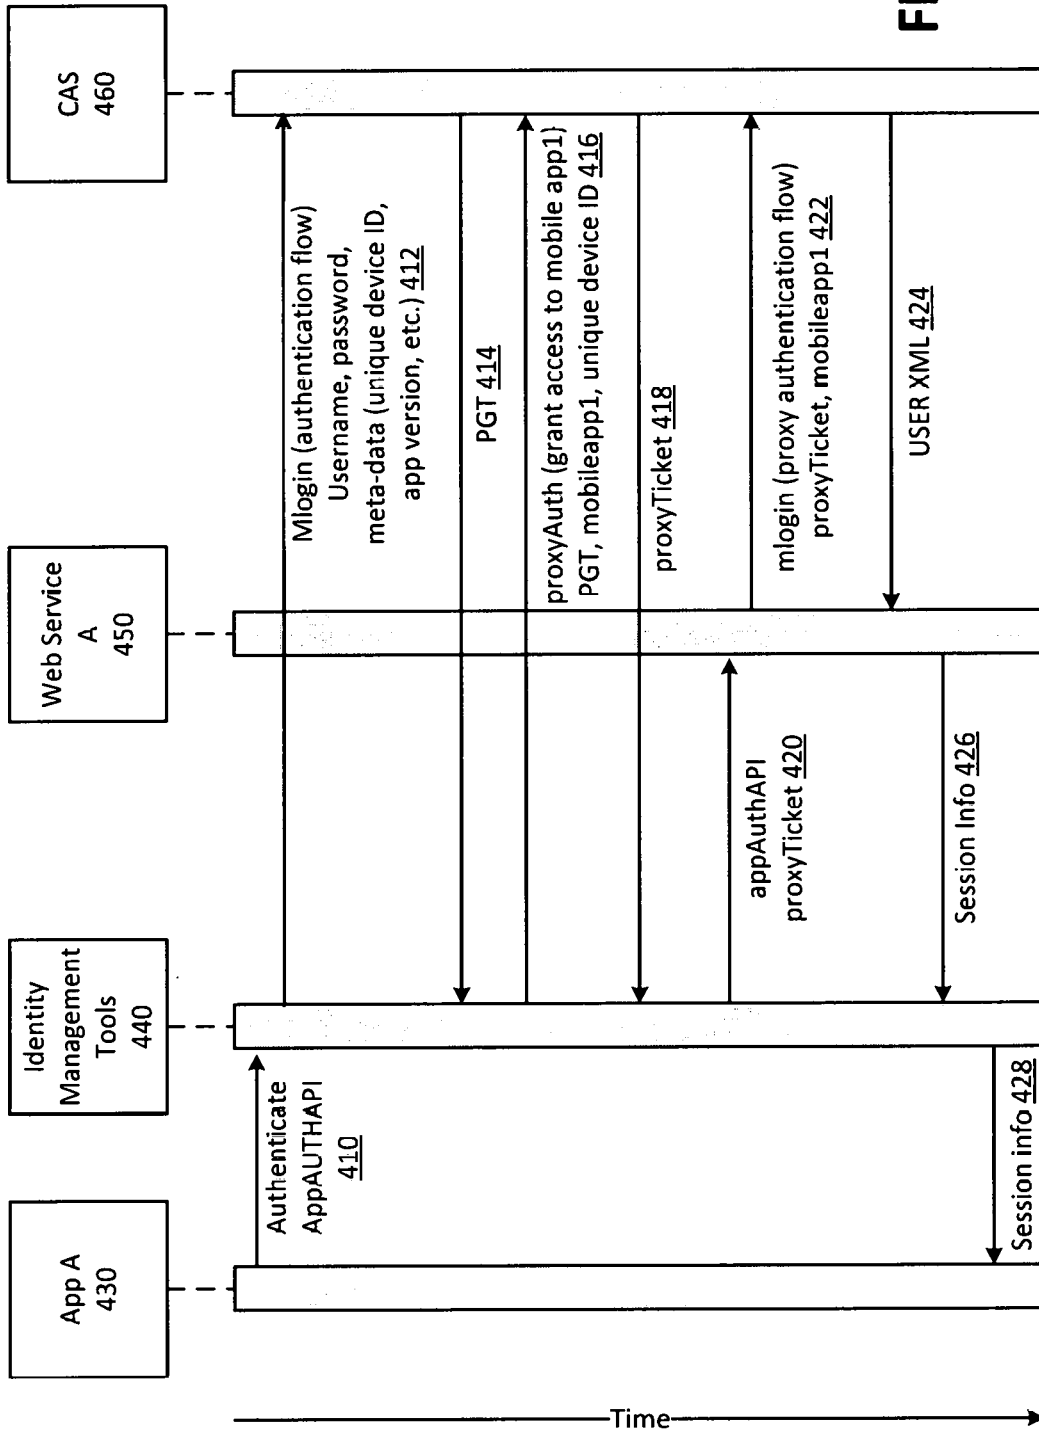 App A
430
Identity
Management
Tools
440
Web Service
A
450
CAS
460
Authenticate
AppAUTHAPI
410
Mlogin (authentication flow)
Username, password,
meta-data (unique device ID,
app version, etc.) 412
PGT 414
proxyAuth (grant access to mobile app1)
PGT, mobileapp1, unique device ID 416
proxyTicket 418
appAuthAPI
proxyTicket 420
mlogin (proxy authentication flow)
proxyTicket, mobileapp1 422
USER XML 424
Session Info 426
Session info 428
Time